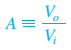 A ≡ V_o / V_i